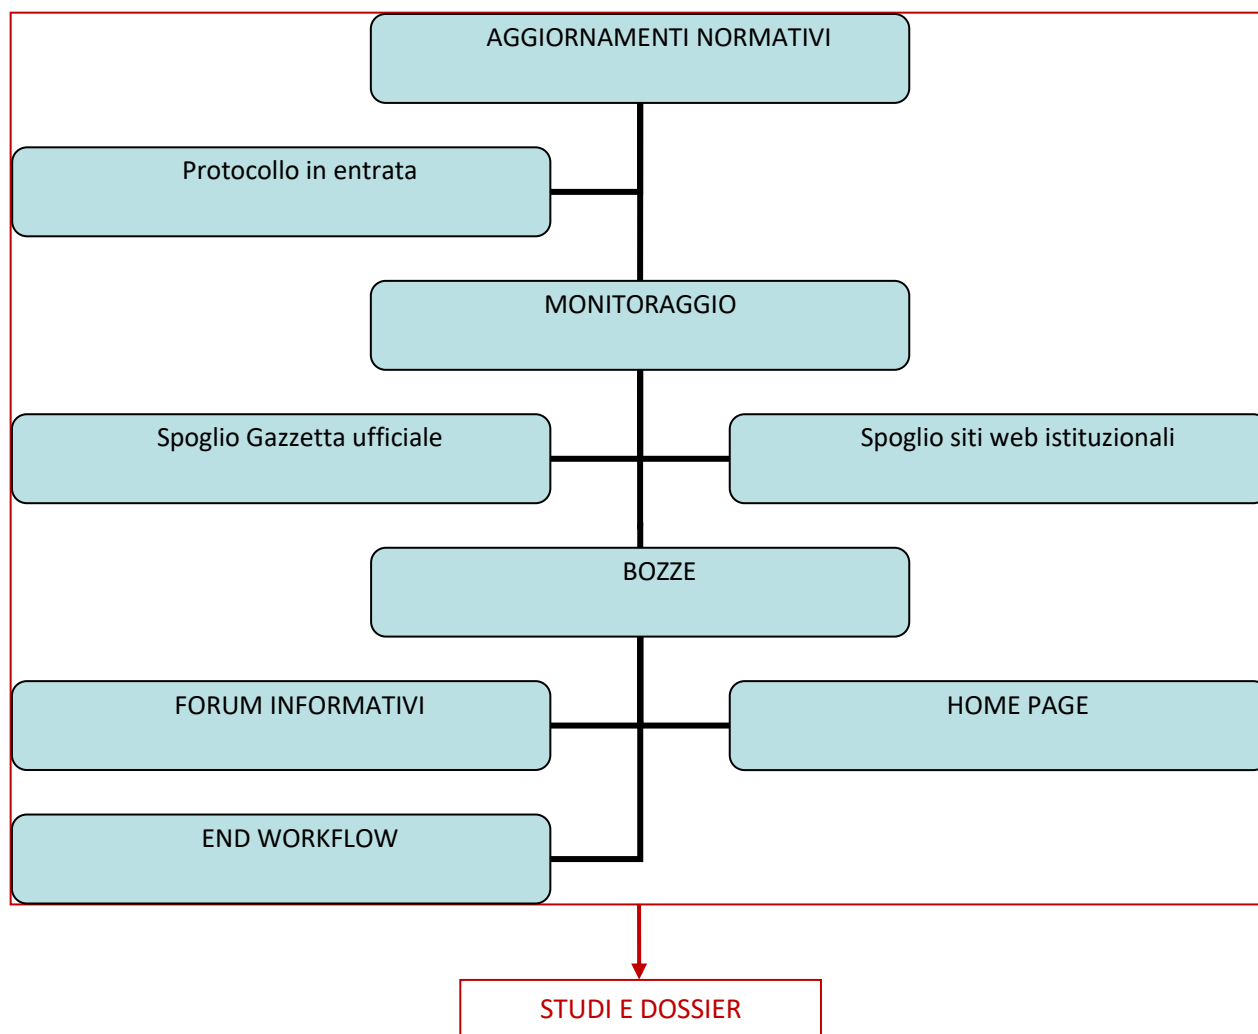 AGGIORNAMENTI NORMATIVI
Protocollo in entrata
MONITORAGGIO
Spoglio Gazzetta ufficiale
Spoglio siti web istituzionali
BOZZE
FORUM INFORMATIVI
HOME PAGE
END WORKFLOW
STUDI E DOSSIER